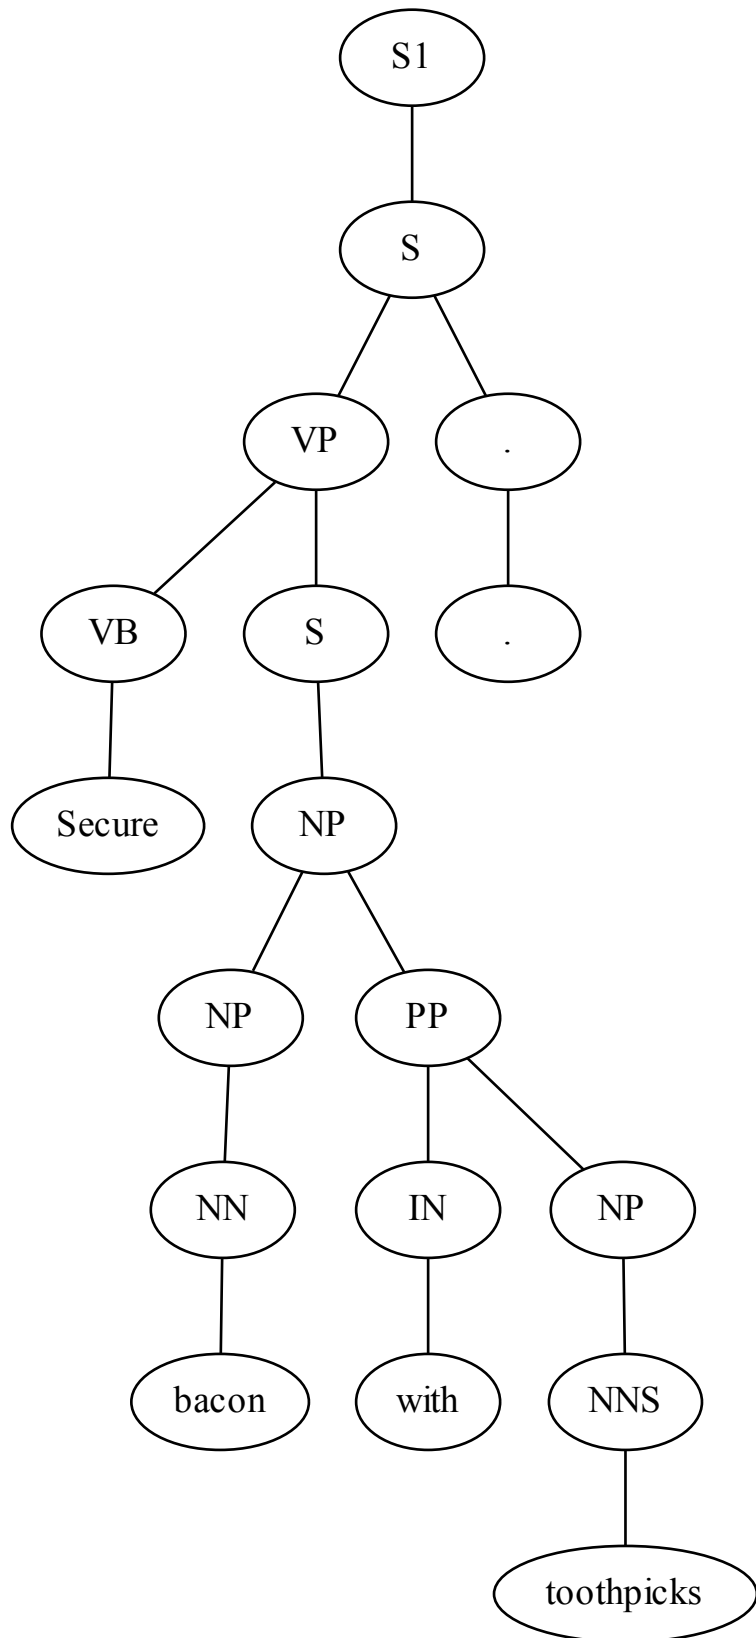 S1
S
VP .
VB S .
Secure NP
NP PP
NN IN NP
bacon with NNS
toothpicks